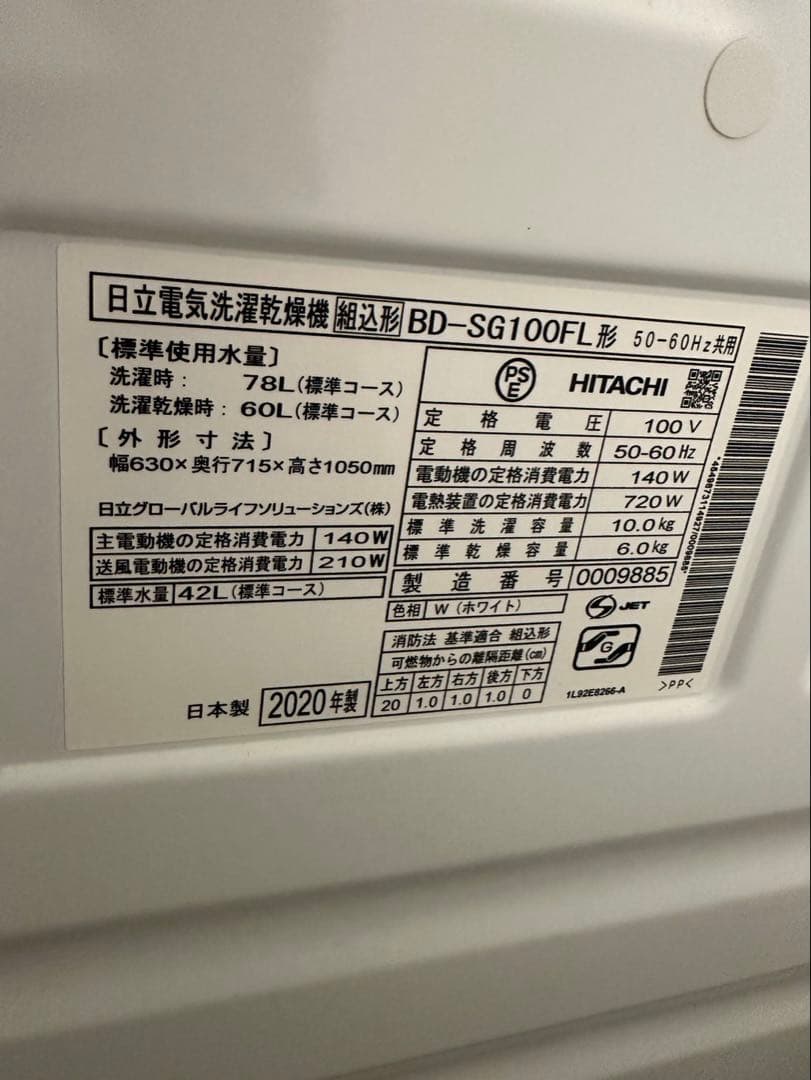 日立電気洗濯乾燥機 組込形 BD-SG100FL形 50-60Hz共用
〔標準使用水量〕
洗濯時: 78L(標準コース)
洗濯乾燥時: 60L(標準コース)
〔外形寸法〕
幅630×奥行715×高さ1050mm
日立グローバルライフソリューションズ(株)
主電動機の定格消費電力 140W
送風電動機の定格消費電力 210W
標準水量 42L(標準コース)
PSE HITACHI
定格電圧 100V
定格周波数 50-60Hz
電動機の定格消費電力 140W
電熱装置の定格消費電力 720W
標準洗濯容量 10.0kg
標準乾燥容量 6.0kg
製造番号 0009885
色相 W(ホワイト)
S JET
消防法 基準適合 組込形
可燃物からの離隔距離(cm)
上方 左方 右方 後方 下方
20 1.0 1.0 1.0 0
G
1L92E8266-A
>PP<
日本製 2020年製
*4549873114927/0009885*